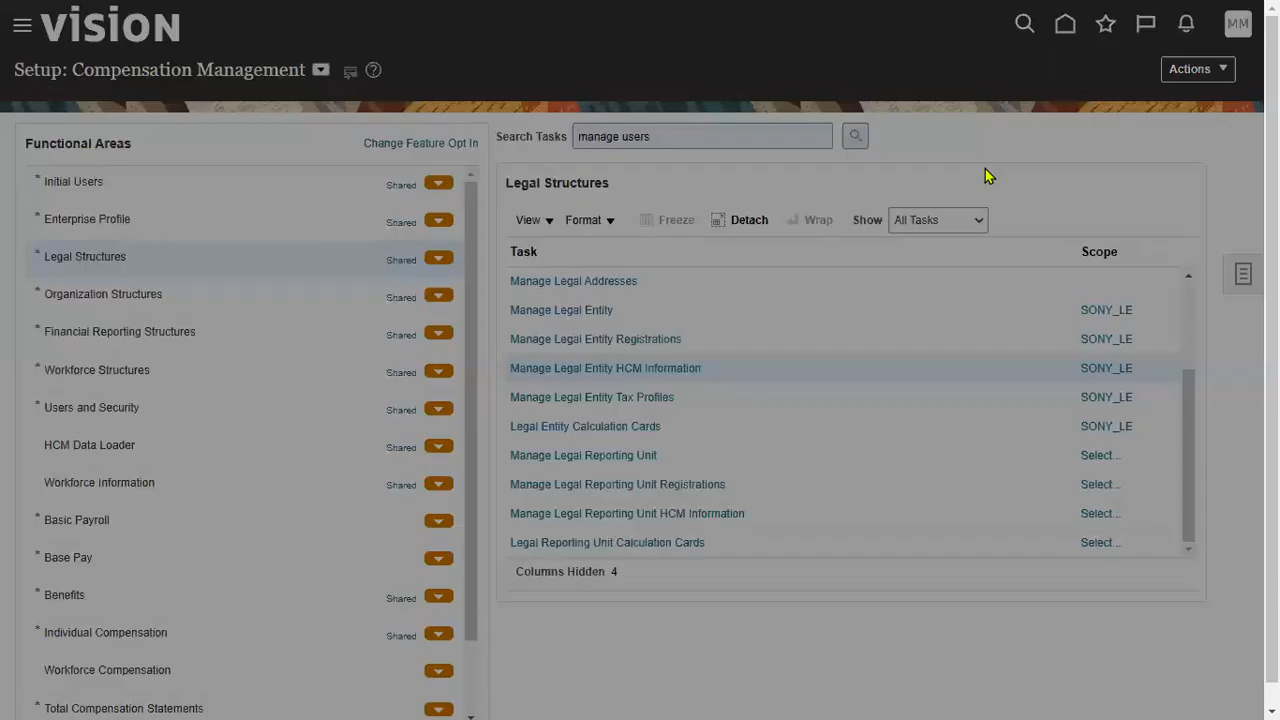 vision
MM
Setup: Compensation Management
Actions
Functional Areas
Change Feature Opt In
* Initial Users Shared
* Enterprise Profile Shared
* Legal Structures Shared
* Organization Structures Shared
* Financial Reporting Structures Shared
* Workforce Structures Shared
* Users and Security Shared
HCM Data Loader Shared
Workforce Information Shared
* Basic Payroll
* Base Pay
* Benefits Shared
* Individual Compensation Shared
Workforce Compensation
* Total Compensation Statements
Search Tasks manage users
Legal Structures
View Format Freeze Detach Wrap Show All Tasks
Task Scope
Manage Legal Addresses
Manage Legal Entity SONY_LE
Manage Legal Entity Registrations SONY_LE
Manage Legal Entity HCM Information SONY_LE
Manage Legal Entity Tax Profiles SONY_LE
Legal Entity Calculation Cards SONY_LE
Manage Legal Reporting Unit Select...
Manage Legal Reporting Unit Registrations Select...
Manage Legal Reporting Unit HCM Information Select...
Legal Reporting Unit Calculation Cards Select...
Columns Hidden 4